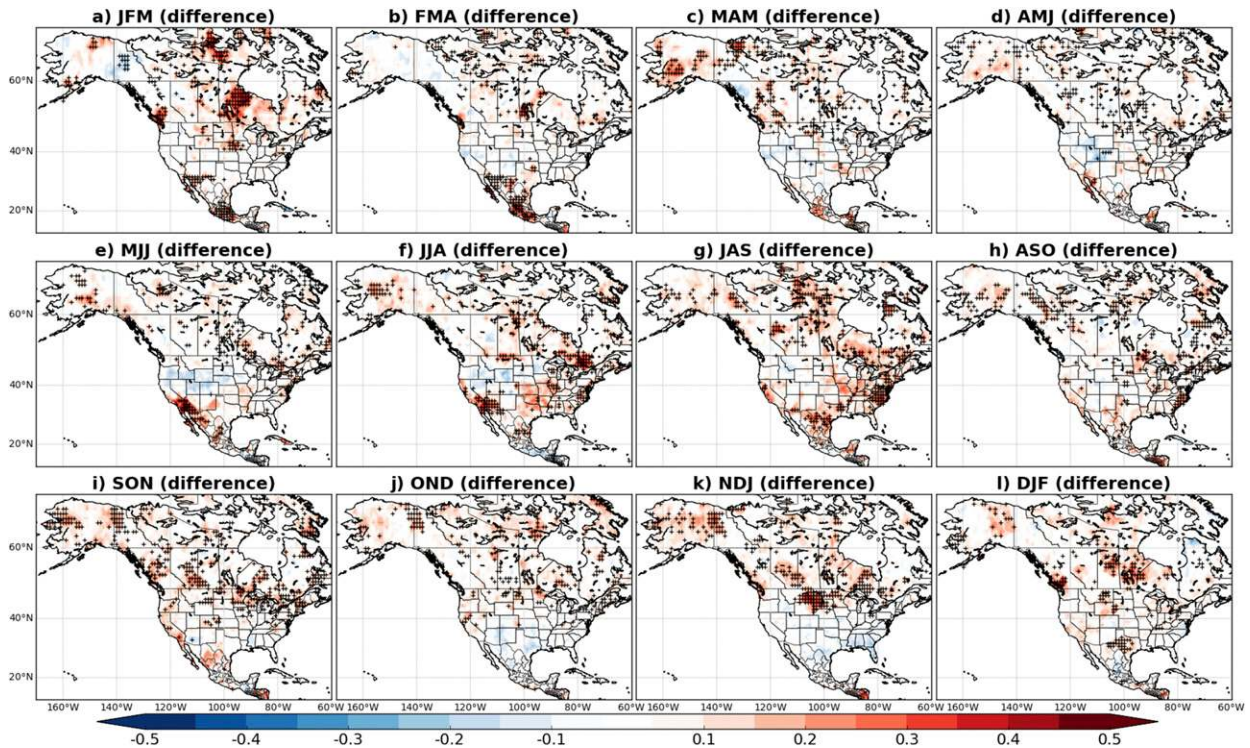 a) JFM (difference) b) FMA (difference) c) MAM (difference) d) AMJ (difference)
60°N
40°N
20°N
e) MJJ (difference) f) JJA (difference) g) JAS (difference) h) ASO (difference)
60°N
40°N
20°N
i) SON (difference) j) OND (difference) k) NDJ (difference) l) DJF (difference)
60°N
40°N
20°N
160°W 140°W 120°W 100°W 80°W 60°W 160°W 140°W 120°W 100°W 80°W 60°W 160°W 140°W 120°W 100°W 80°W 60°W 160°W 140°W 120°W 100°W 80°W 60°W
-0.5 -0.4 -0.3 -0.2 -0.1 0.1 0.2 0.3 0.4 0.5